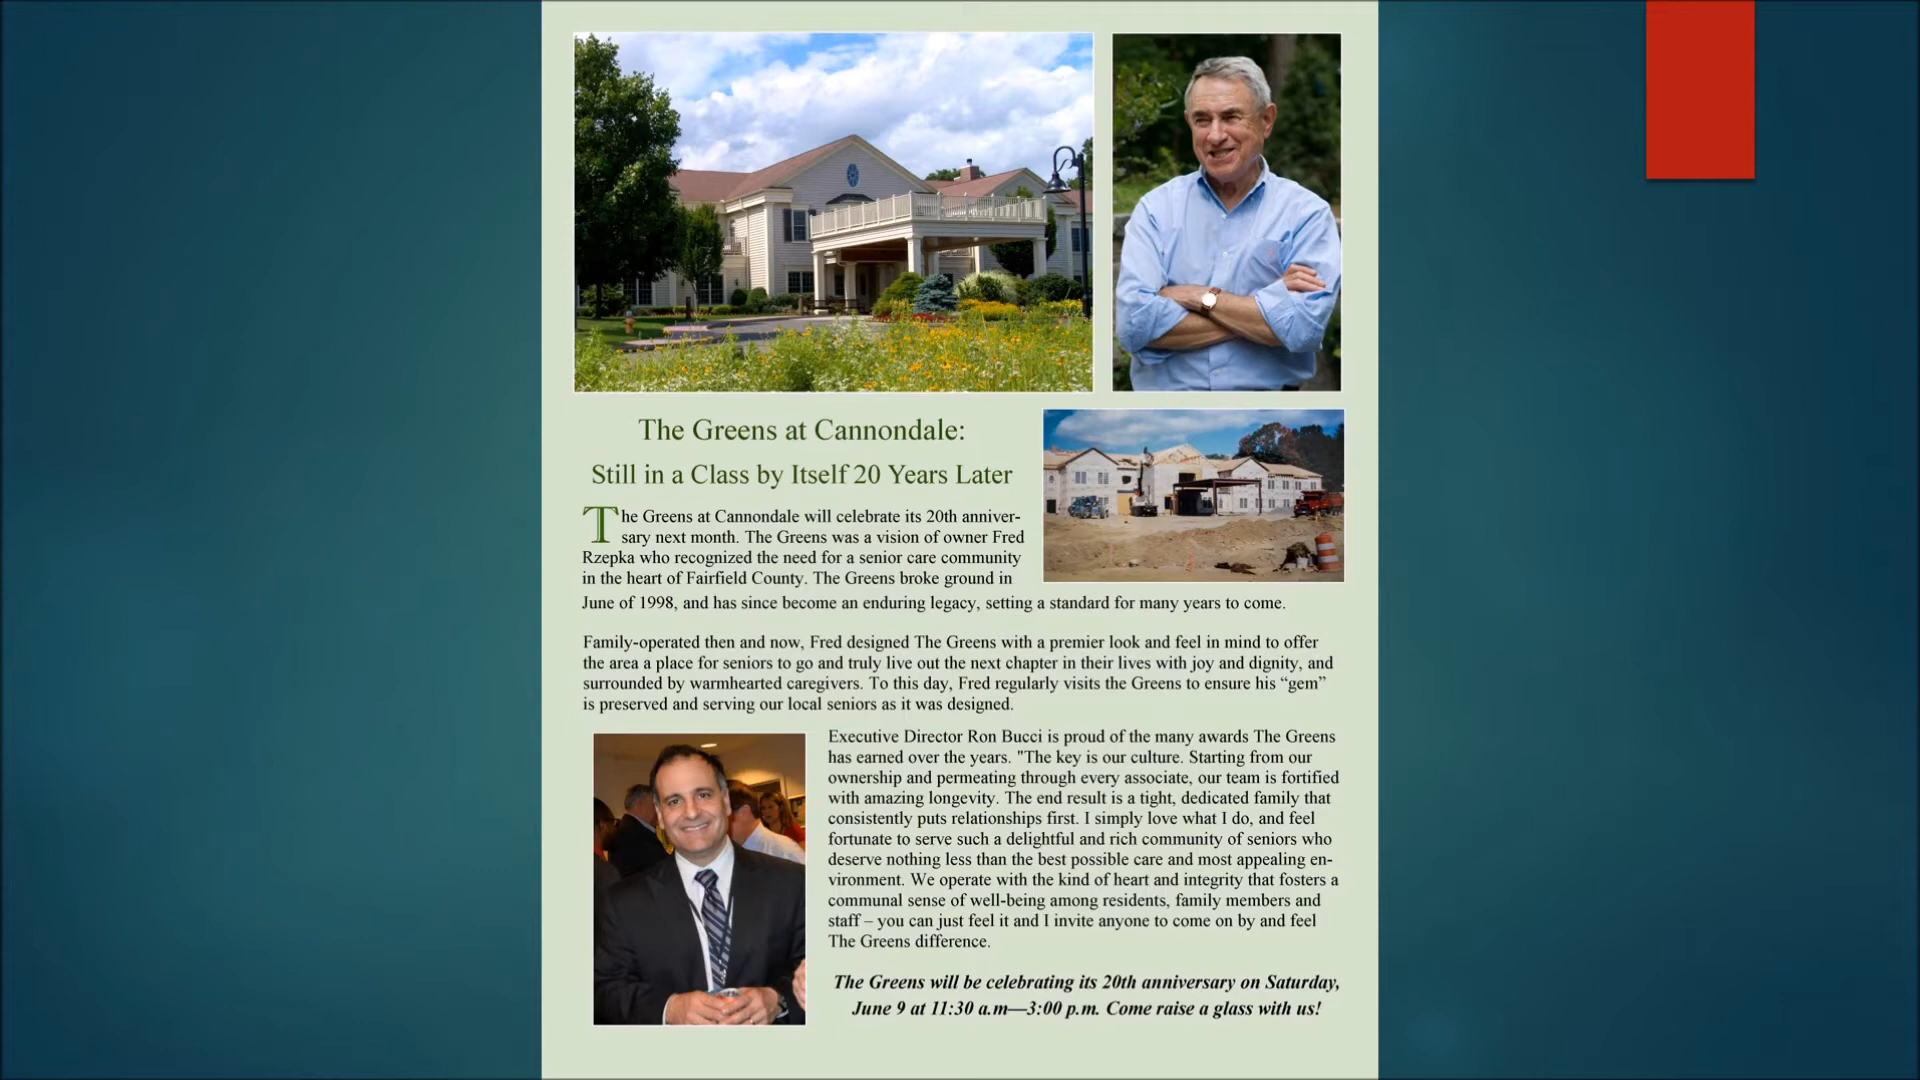 The Greens at Cannondale:
Still in a Class by Itself 20 Years Later
The Greens at Cannondale will celebrate its 20th anniver-
sary next month. The Greens was a vision of owner Fred
Rzepka who recognized the need for a senior care community
in the heart of Fairfield County. The Greens broke ground in
June of 1998, and has since become an enduring legacy, setting a standard for many years to come.
Family-operated then and now, Fred designed The Greens with a premier look and feel in mind to offer
the area a place for seniors to go and truly live out the next chapter in their lives with joy and dignity, and
surrounded by warmhearted caregivers. To this day, Fred regularly visits the Greens to ensure his “gem”
is preserved and serving our local seniors as it was designed.
Executive Director Ron Bucci is proud of the many awards The Greens
has earned over the years. "The key is our culture. Starting from our
ownership and permeating through every associate, our team is fortified
with amazing longevity. The end result is a tight, dedicated family that
consistently puts relationships first. I simply love what I do, and feel
fortunate to serve such a delightful and rich community of seniors who
deserve nothing less than the best possible care and most appealing en-
vironment. We operate with the kind of heart and integrity that fosters a
communal sense of well-being among residents, family members and
staff – you can just feel it and I invite anyone to come on by and feel
The Greens difference.
The Greens will be celebrating its 20th anniversary on Saturday,
June 9 at 11:30 a.m—3:00 p.m. Come raise a glass with us!